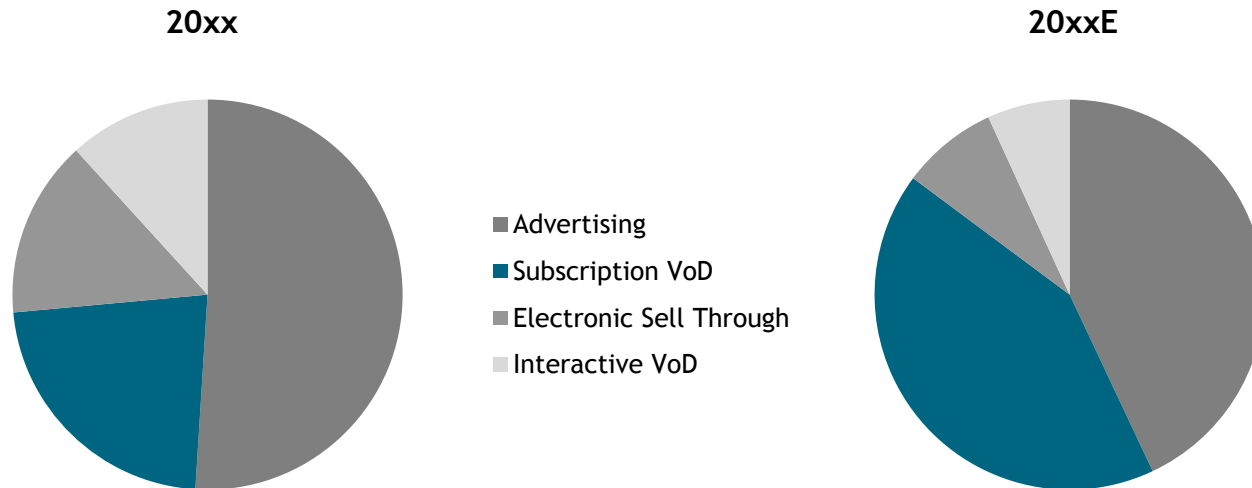 20xx
20xxE
Advertising
Subscription VoD
Electronic Sell Through
Interactive VoD